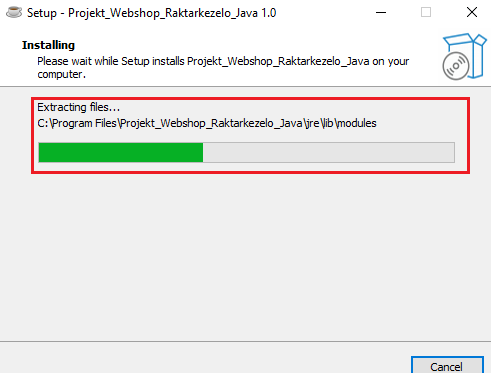 Setup - Projekt_Webshop_Raktarkezelo_Java 1.0
Installing
Please wait while Setup installs Projekt_Webshop_Raktarkezelo_Java on your
computer.
Extracting files...
C:\Program Files\Projekt_Webshop_Raktarkezelo_Java\jre\lib\modules
Cancel